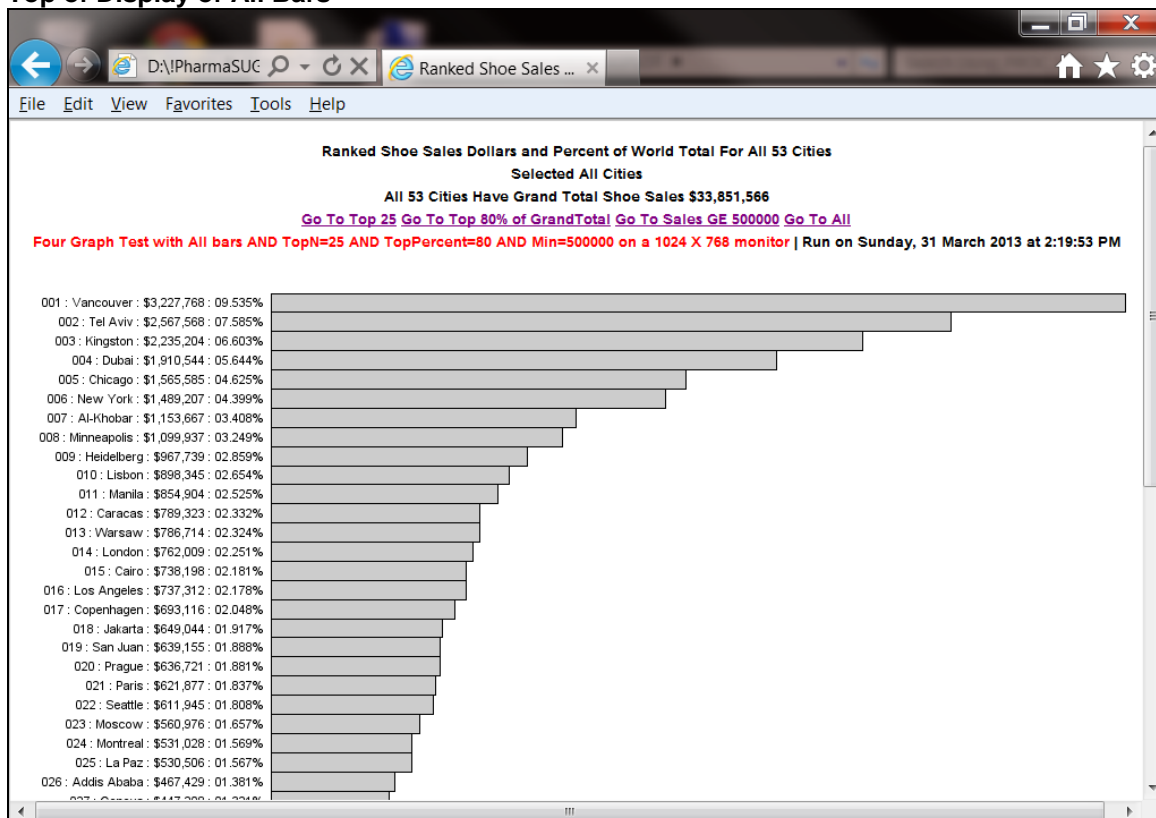 Top of Display of All Bars
D:\!PharmaSUG
Ranked Shoe Sales ...
File Edit View Favorites Tools Help
Ranked Shoe Sales Dollars and Percent of World Total For All 53 Cities
Selected All Cities
All 53 Cities Have Grand Total Shoe Sales $33,851,566
Go To Top 25 Go To Top 80% of GrandTotal Go To Sales GE 500000 Go To All
Four Graph Test with All bars AND TopN=25 AND TopPercent=80 AND Min=500000 on a 1024 X 768 monitor | Run on Sunday, 31 March 2013 at 2:19:53 PM
001 : Vancouver : $3,227,768 : 09.535%
002 : Tel Aviv : $2,567,568 : 07.585%
003 : Kingston : $2,235,204 : 06.603%
004 : Dubai : $1,910,544 : 05.644%
005 : Chicago : $1,565,585 : 04.625%
006 : New York : $1,489,207 : 04.399%
007 : Al-Khobar : $1,153,667 : 03.408%
008 : Minneapolis : $1,099,937 : 03.249%
009 : Heidelberg : $967,739 : 02.859%
010 : Lisbon : $898,345 : 02.654%
011 : Manila : $854,904 : 02.525%
012 : Caracas : $789,323 : 02.332%
013 : Warsaw : $786,714 : 02.324%
014 : London : $762,009 : 02.251%
015 : Cairo : $738,198 : 02.181%
016 : Los Angeles : $737,312 : 02.178%
017 : Copenhagen : $693,116 : 02.048%
018 : Jakarta : $649,044 : 01.917%
019 : San Juan : $639,155 : 01.888%
020 : Prague : $636,721 : 01.881%
021 : Paris : $621,877 : 01.837%
022 : Seattle : $611,945 : 01.808%
023 : Moscow : $560,976 : 01.657%
024 : Montreal : $531,028 : 01.569%
025 : La Paz : $530,506 : 01.567%
026 : Addis Ababa : $467,429 : 01.381%